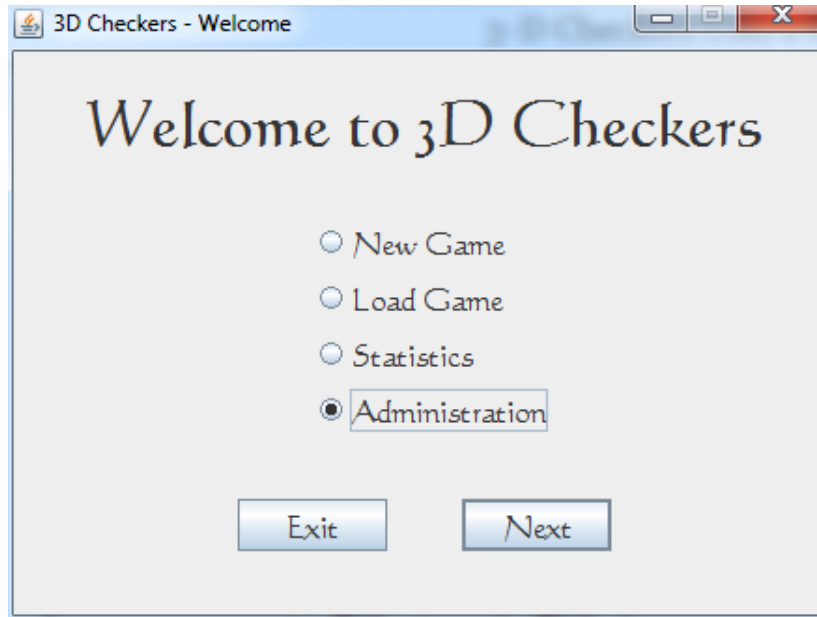 3D Checkers - Welcome
Welcome to 3D Checkers
New Game
Load Game
Statistics
Administration
Exit Next